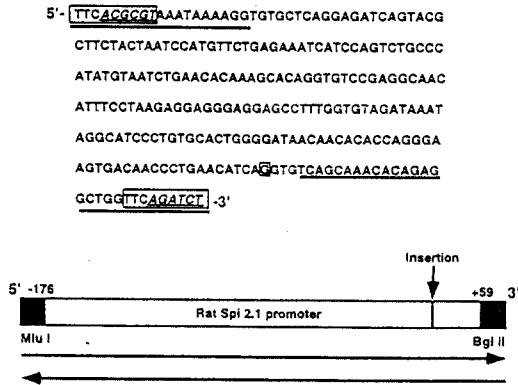 5'- TTCACGCGTAAATAAAAGGTGTGCTCAGGAGATCAGTACG
CTTCTACTAATCCATGTTCTGAGAAATCATCCAGTCTGCCC
ATATGTAATCTGAACACAAAGCACAGGTGTCCGAGGCAAC
ATTTCCTAAGAGGAGGGAGGAGCCTTTGGTGTAGATAAAT
AGGCATCCCTGTGCACTGGGGATAACAACACACCAGGGA
AGTGACAACCCTGAACATCAGGTGTCAGCAAACACAGAG
GCTGGTTCAGATCT -3'
Insertion
5' -176 +59 3'
Rat Spi 2.1 promoter
Mlu I Bgl II